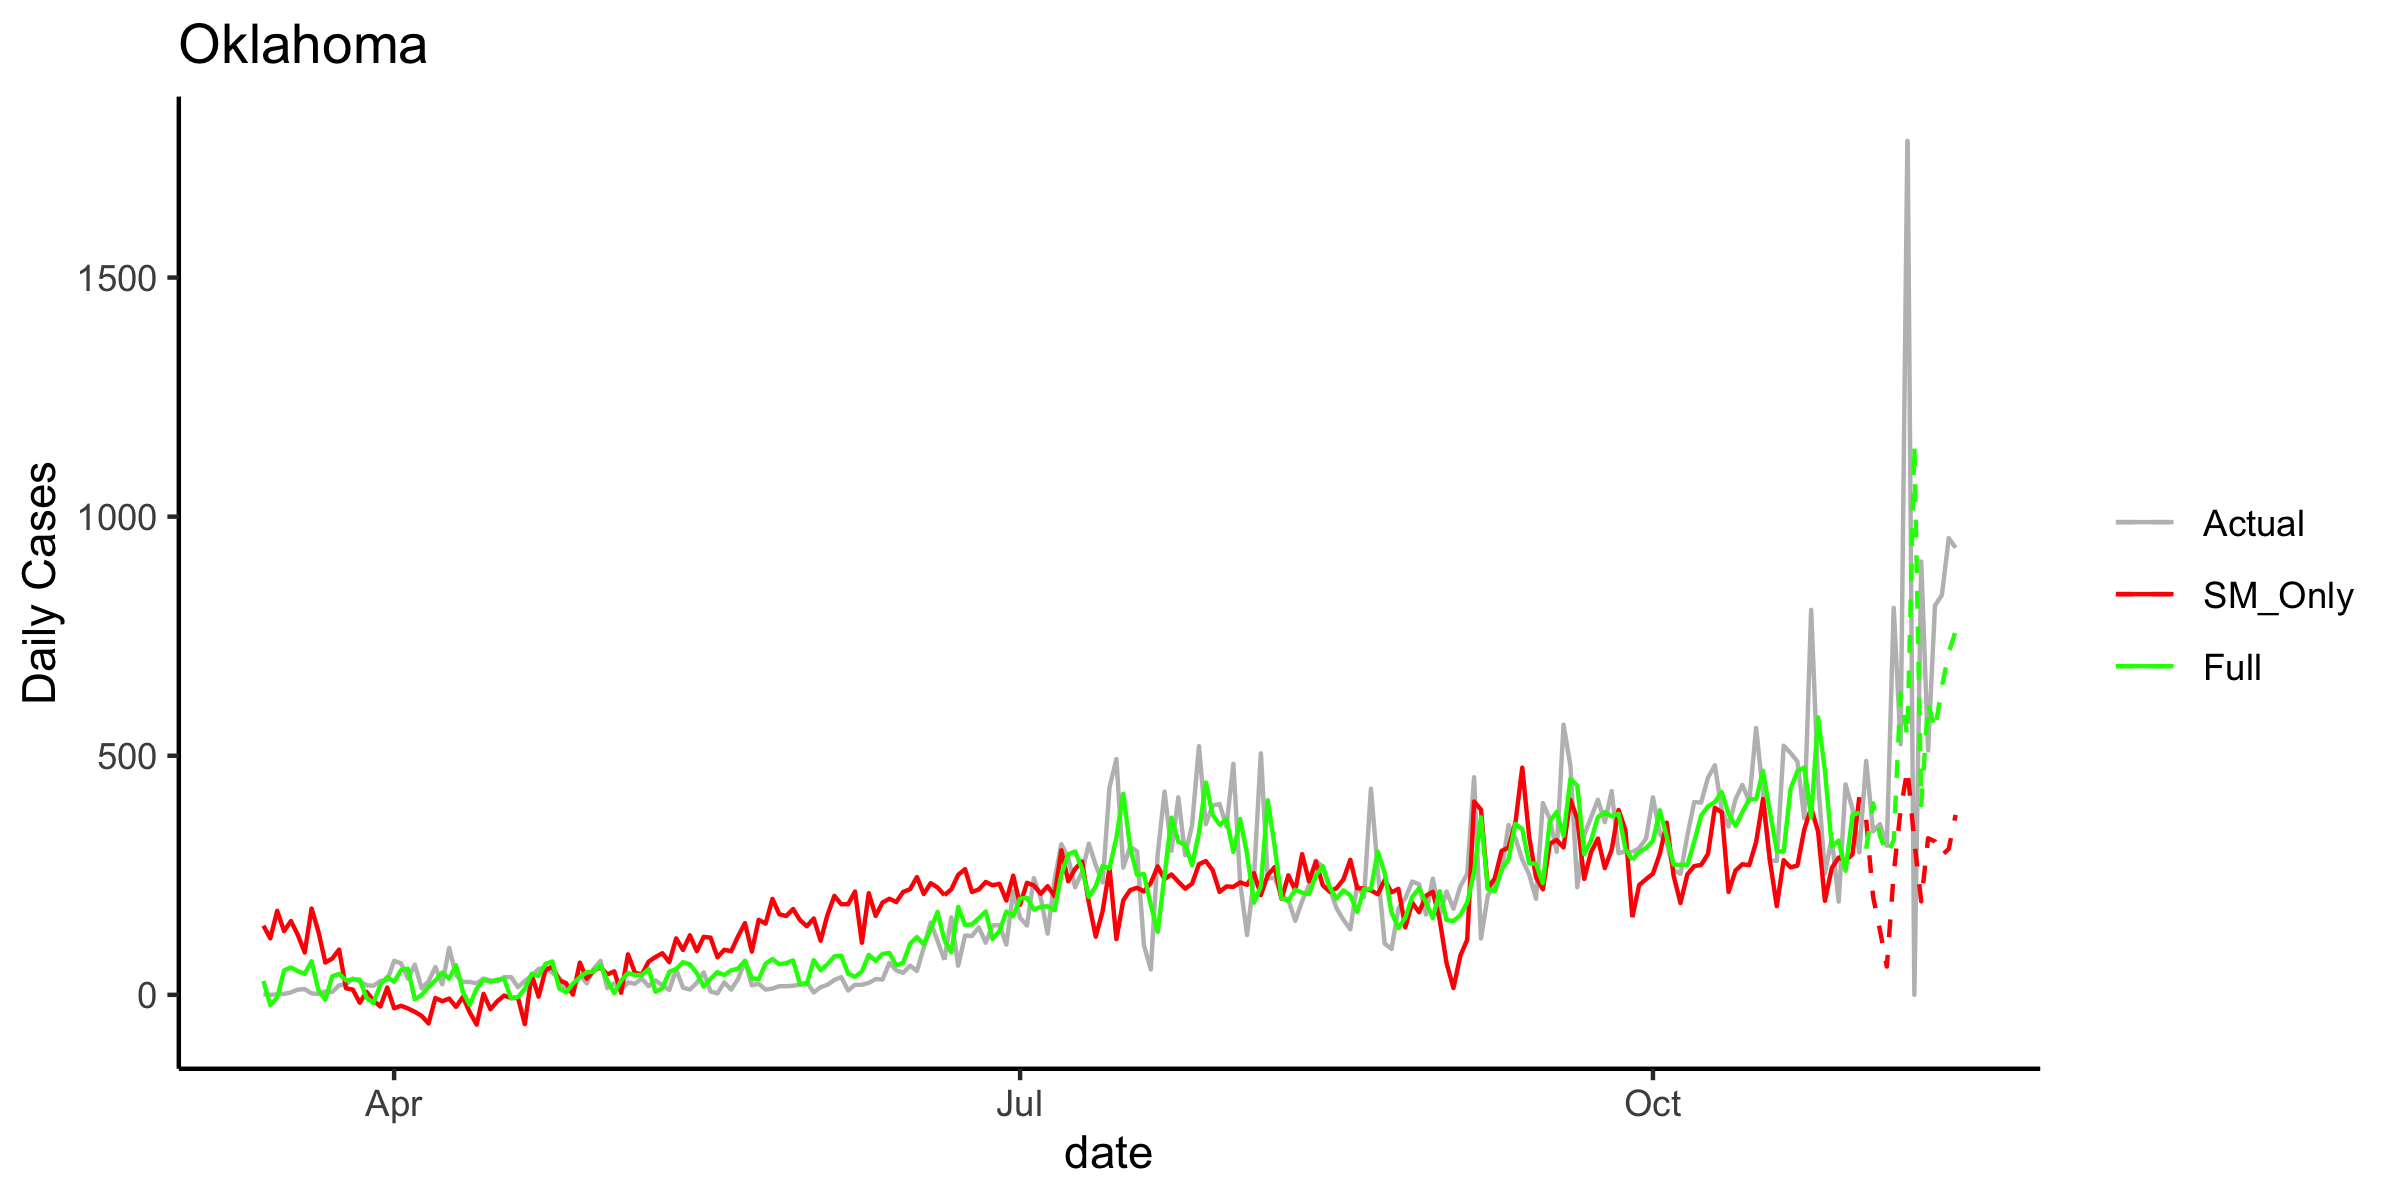 Oklahoma
Daily Cases
1500
1000
500
0
Apr
Jul
Oct
date
Actual
SM_Only
Full